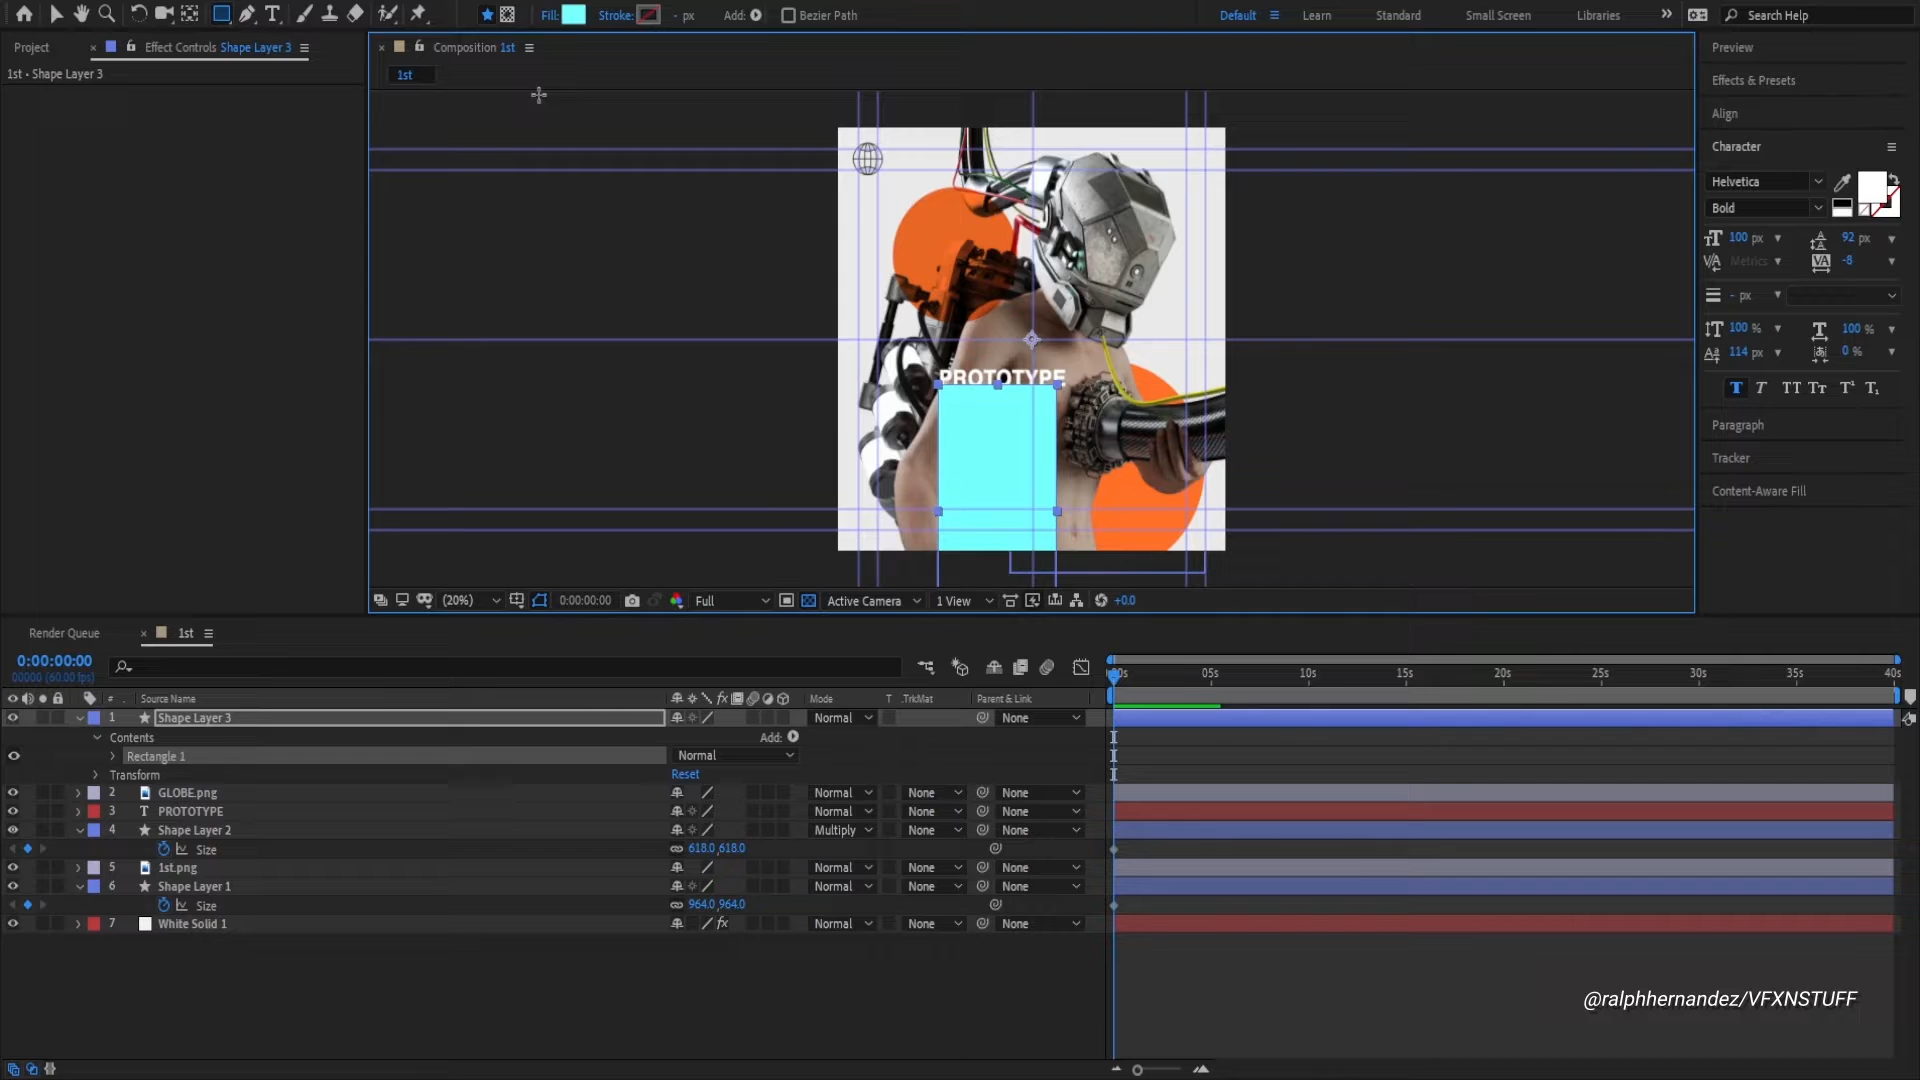 Fill:
Stroke:
- px
Add:
Bezier Path
Default
Learn
Standard
Small Screen
Libraries
Search Help
Project
Effect Controls Shape Layer 3
1st • Shape Layer 3
Composition 1st
1st
PROTOTYPE
Preview
Effects & Presets
Align
Character
Helvetica
Bold
100 px
92 px
Metrics
-8
- px
100 %
100 %
114 px
0 %
T T TT Tt T¹ T₁
Paragraph
Tracker
Content-Aware Fill
(20%)
0:00:00:00
Full
Active Camera
1 View
+0.0
Render Queue
1st
0:00:00:00
00000 (60.00 fps)
00s
05s
10s
15s
20s
25s
30s
35s
40s
#
Source Name
fx
Mode
T
.TrkMat
Parent & Link
1
Shape Layer 3
Normal
None
Contents
Add:
Rectangle 1
Normal
Transform
Reset
2
GLOBE.png
Normal
None
None
3
T
PROTOTYPE
Normal
None
None
4
Shape Layer 2
Multiply
None
None
Size
618.0,618.0
5
1st.png
Normal
None
None
6
Shape Layer 1
Normal
None
None
Size
964.0,964.0
7
White Solid 1
fx
Normal
None
None
@ralphhernandez/VFXNSTUFF